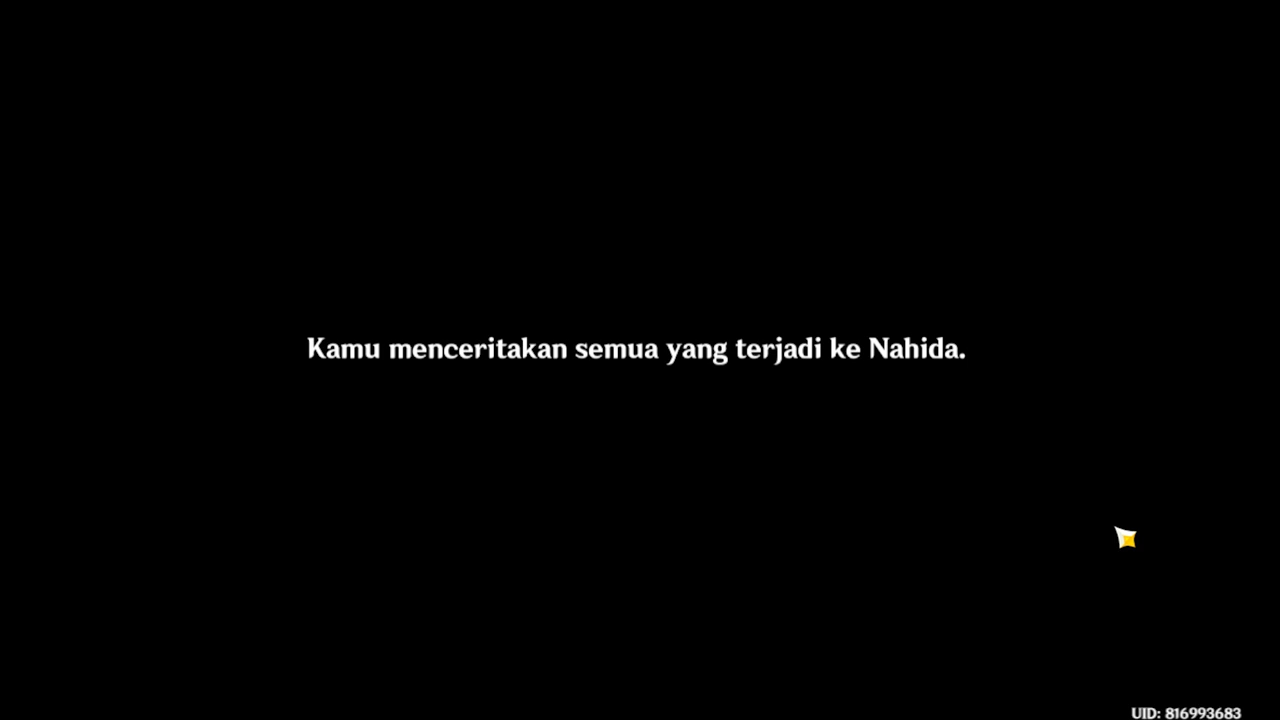 Kamu menceritakan semua yang terjadi ke Nahida.
UID: 816993683